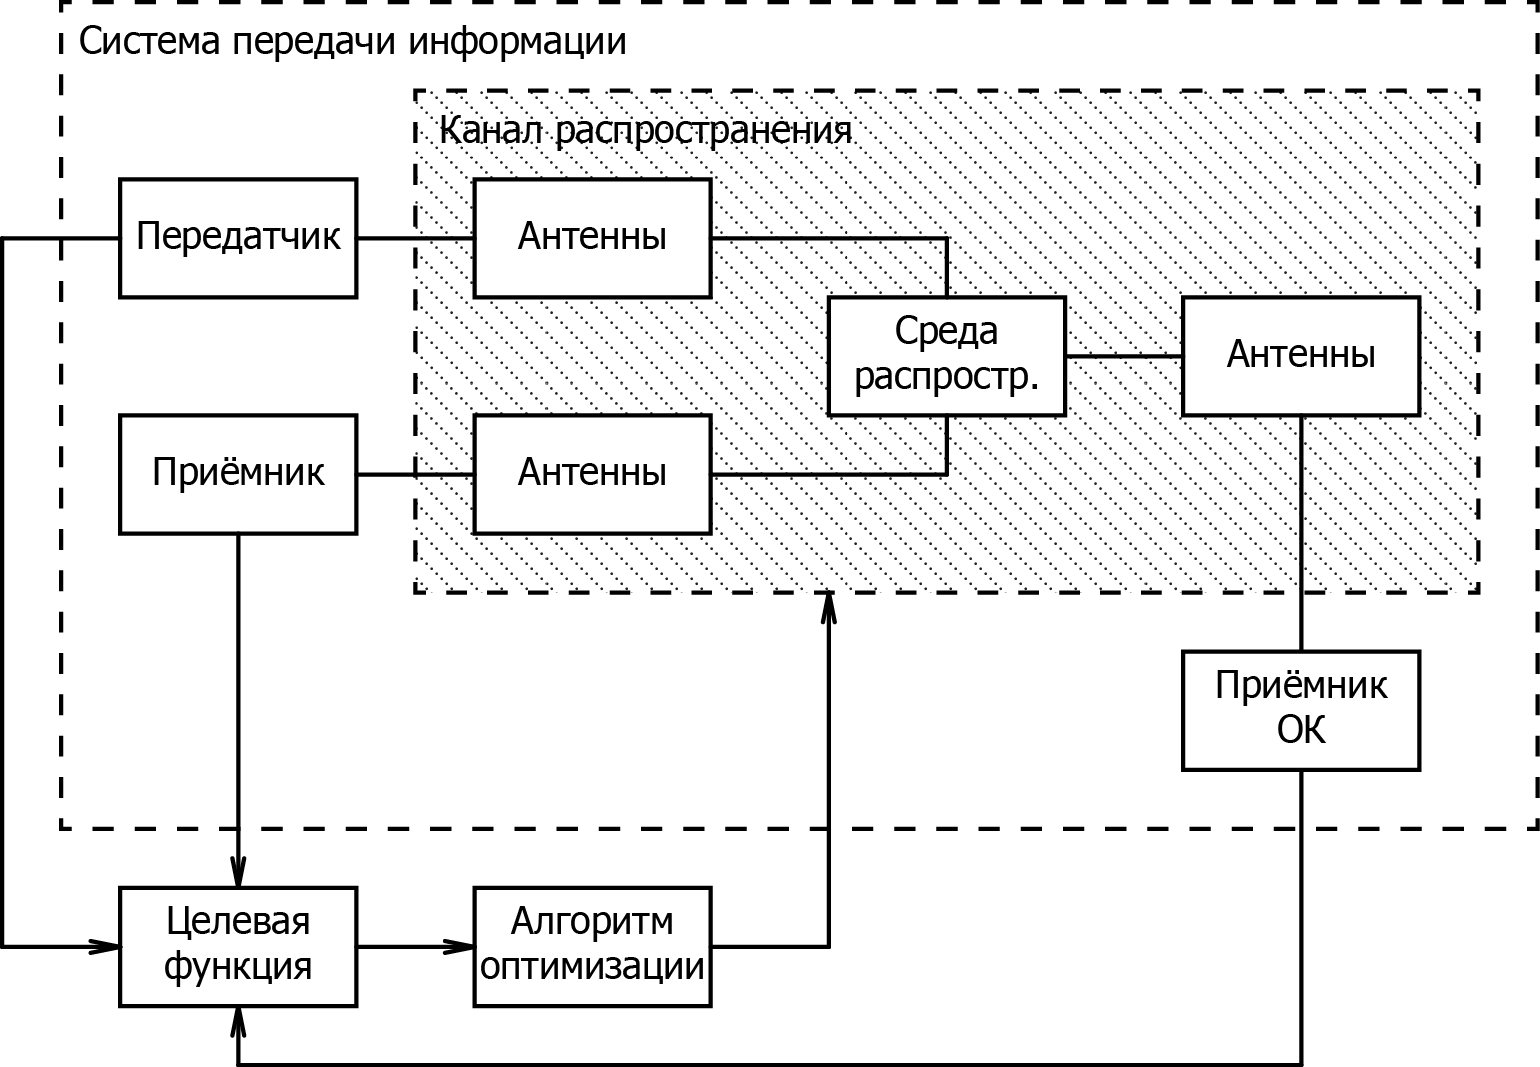 Система передачи информации
Канал распространения
Передатчик
Антенны
Среда
распростр.
Антенны
Приёмник
Антенны
Приёмник
ОК
Целевая
функция
Алгоритм
оптимизации